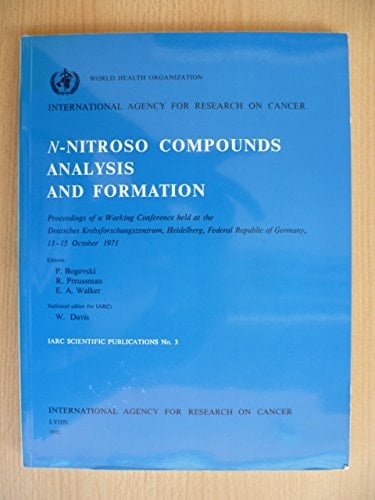 WORLD HEALTH ORGANIZATION
INTERNATIONAL AGENCY FOR RESEARCH ON CANCER
N-NITROSO COMPOUNDS
ANALYSIS
AND FORMATION
Proceedings of a Working Conference held at the
Deutsches Krebsforschungszentrum, Heidelberg, Federal Republic of Germany,
13-15 October 1971
Editors:
P. Bogovski
R. Preussman
E. A. Walker
Technical editor for IARC:
W. Davis
IARC SCIENTIFIC PUBLICATIONS No. 3
INTERNATIONAL AGENCY FOR RESEARCH ON CANCER
LYON
1972